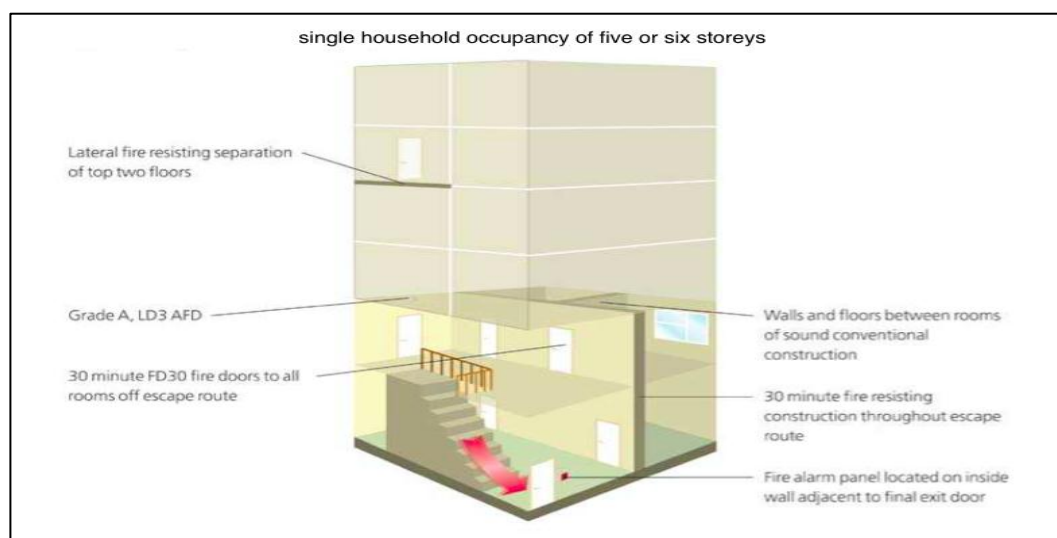 single household occupancy of five or six storeys
Lateral fire resisting separation
of top two floors
Grade A, LD3 AFD
30 minute FD30 fire doors to all
rooms off escape route
Walls and floors between rooms
of sound conventional
construction
30 minute fire resisting
construction throughout escape
route
Fire alarm panel located on inside
wall adjacent to final exit door